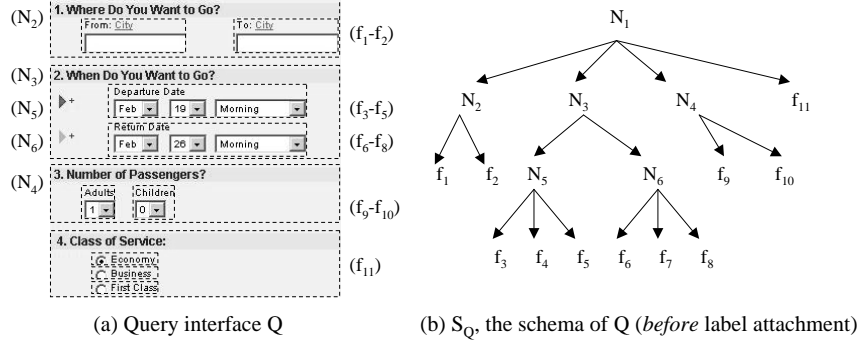 (N2)
1. Where Do You Want to Go?
From: City To: City
(f1-f2)
(N3)
2. When Do You Want to Go?
Departure Date
(N5)
+ Feb 19 Morning
(f3-f5)
Return Date
(N6)
+ Feb 26 Morning
(f6-f8)
(N4)
3. Number of Passengers?
Adults Children
1 0
(f9-f10)
4. Class of Service:
Economy
Business
First Class
(f11)
(a) Query interface Q
N1
N2 N3 N4 f11
f1 f2 N5 N6 f9 f10
f3 f4 f5 f6 f7 f8
(b) SQ, the schema of Q (before label attachment)